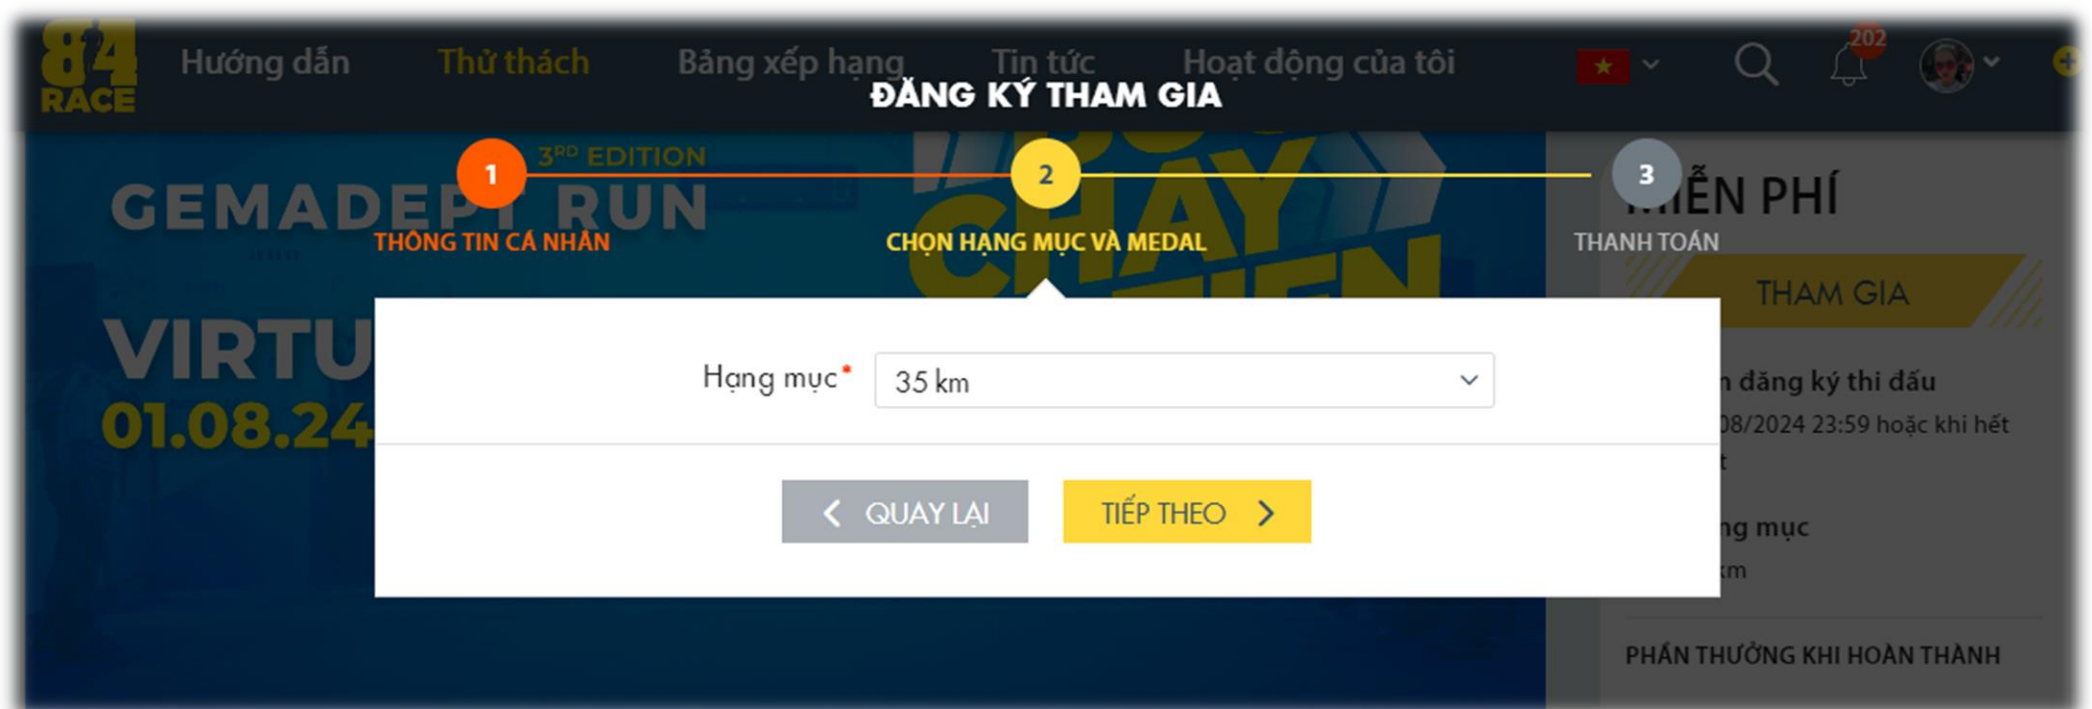 84
RACE
Hướng dẫn
Thử thách
Bảng xếp hạng
Tin tức
Hoạt động của tôi
202
ĐĂNG KÝ THAM GIA
1
2
3
3RD EDITION
GEMADEPT RUN
CHẠY
PHÍ
THÔNG TIN CÁ NHÂN
CHỌN HẠNG MỤC VÀ MEDAL
THANH TOÁN
THAM GIA
VIRTU
01.08.24
Hạng mục*
35 km
đăng ký thi đấu
08/2024 23:59 hoặc khi hết
QUAY LẠI
TIẾP THEO
mục
km
PHẦN THƯỞNG KHI HOÀN THÀNH